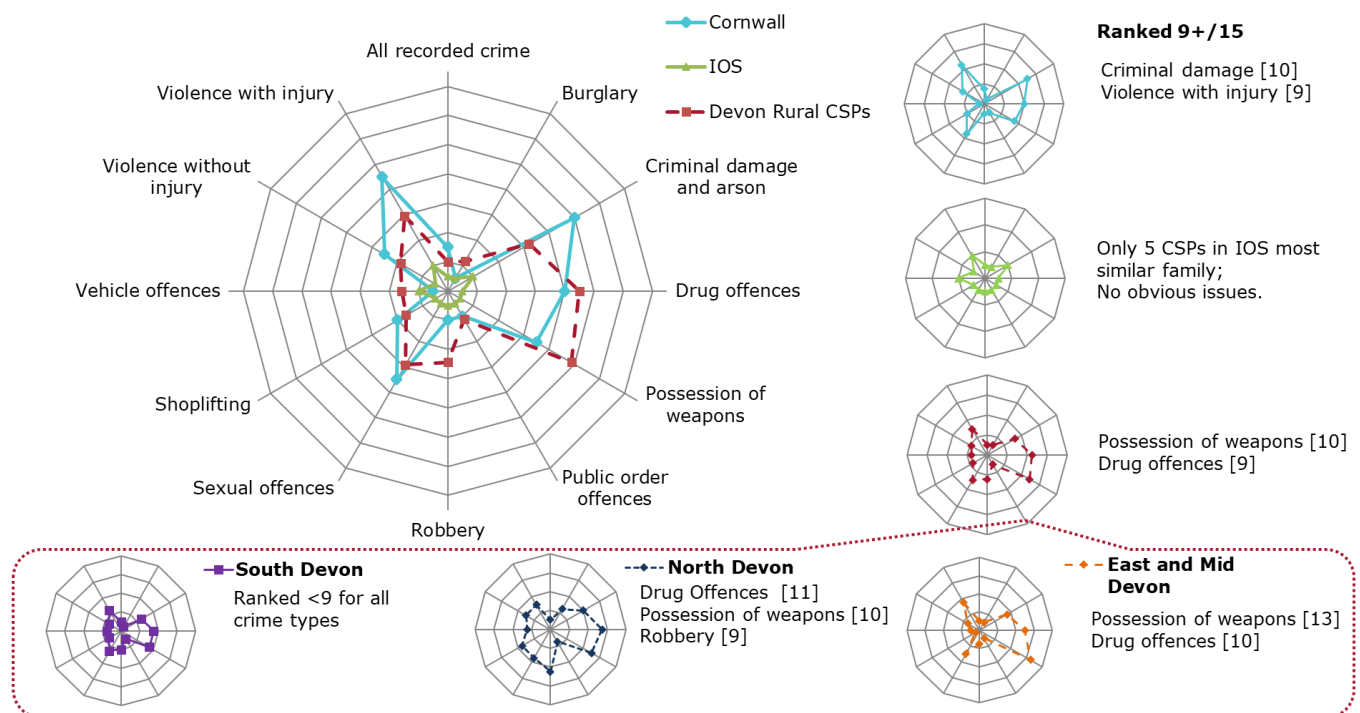 Cornwall
IOS
Devon Rural CSPs
All recorded crime
Burglary
Criminal damage
and arson
Drug offences
Possession of
weapons
Public order
offences
Robbery
Sexual offences
Shoplifting
Vehicle offences
Violence without
injury
Violence with injury
Ranked 9+/15
Criminal damage [10]
Violence with injury [9]
Only 5 CSPs in IOS most
similar family;
No obvious issues.
Possession of weapons [10]
Drug offences [9]
South Devon
Ranked <9 for all
crime types
North Devon
Drug Offences [11]
Possession of weapons [10]
Robbery [9]
East and Mid
Devon
Possession of weapons [13]
Drug offences [10]